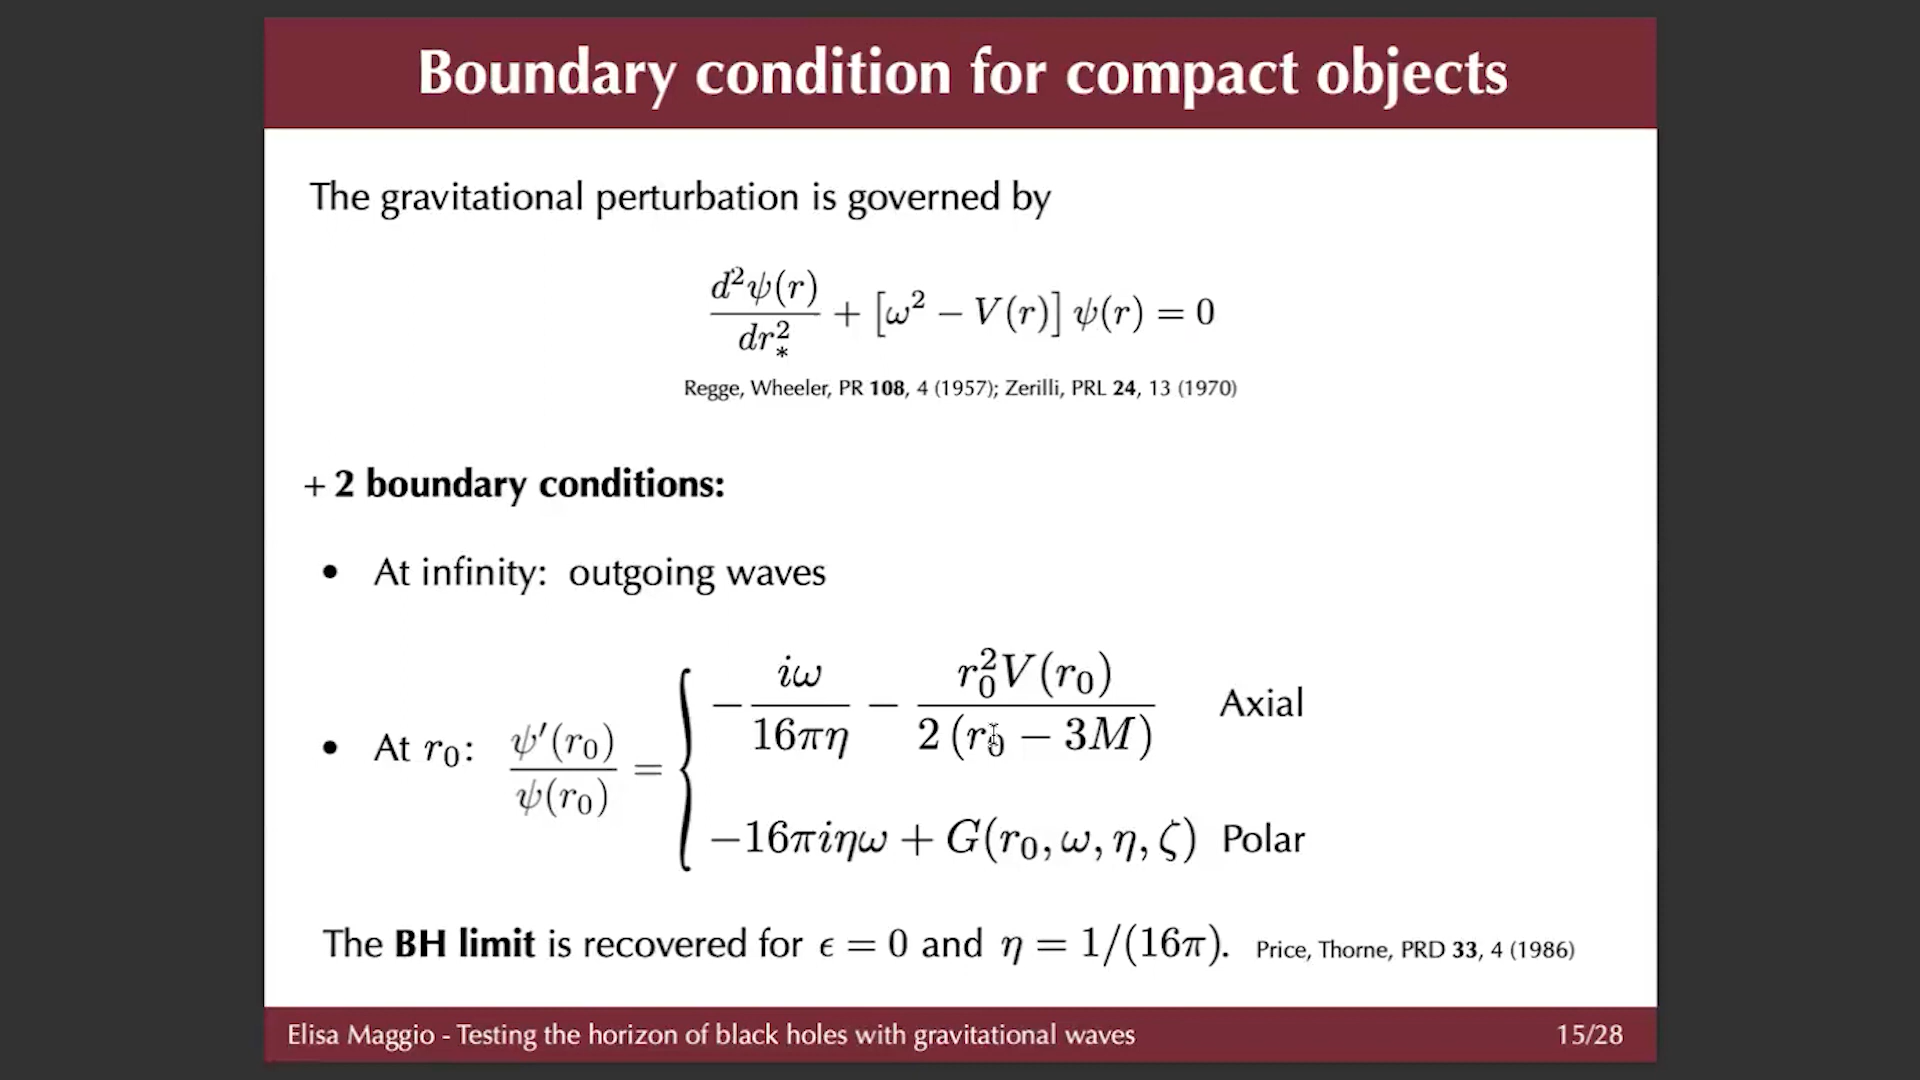 Boundary condition for compact objects
The gravitational perturbation is governed by
d²ψ(r)/dr*² + [ω² − V(r)] ψ(r) = 0
Regge, Wheeler, PR 108, 4 (1957); Zerilli, PRL 24, 13 (1970)
+ 2 boundary conditions:
• At infinity: outgoing waves
• At r₀: ψ′(r₀)/ψ(r₀) = {
−iω/(16πη) − r₀²V(r₀)/(2(r₀ − 3M)) Axial
−16πiηω + G(r₀, ω, η, ζ) Polar
The BH limit is recovered for ϵ = 0 and η = 1/(16π). Price, Thorne, PRD 33, 4 (1986)
Elisa Maggio - Testing the horizon of black holes with gravitational waves 15/28